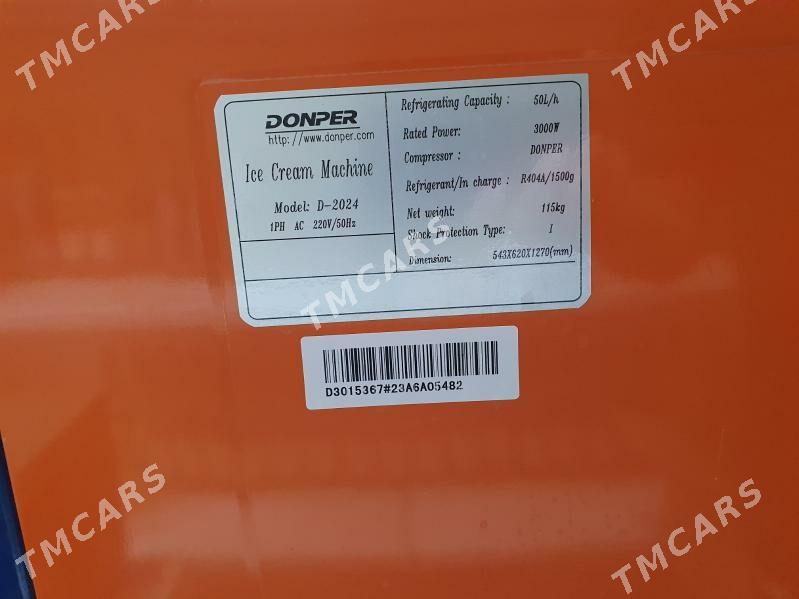 TMCARS
TMCARS
DONPER
http://www.donper.com
Ice Cream Machine
Model: D-2024
1PH AC 220V/50Hz
Refrigerating Capacity : 50L/h
Rated Power: 3000W
Compressor : DONPER
Refrigerant/In charge : R404A/1500g
Net weight: 115kg
Shock Protection Type: I
Dimension: 543X620X1270(mm)
TMCARS
D3015367#23A6A05482
TMCARS
TMCARS